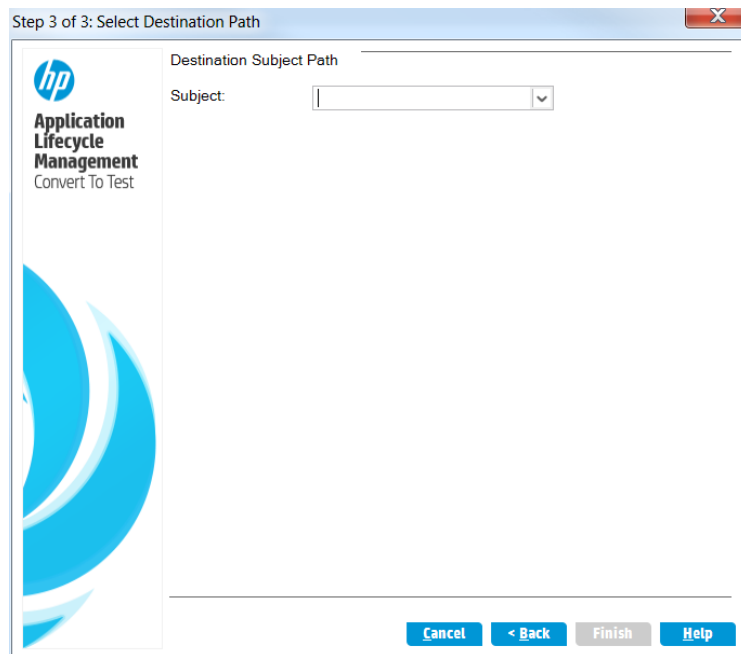 Step 3 of 3: Select Destination Path
X
hp
Application
Lifecycle
Management
Convert To Test
Destination Subject Path
Subject:
Cancel
< Back
Finish
Help